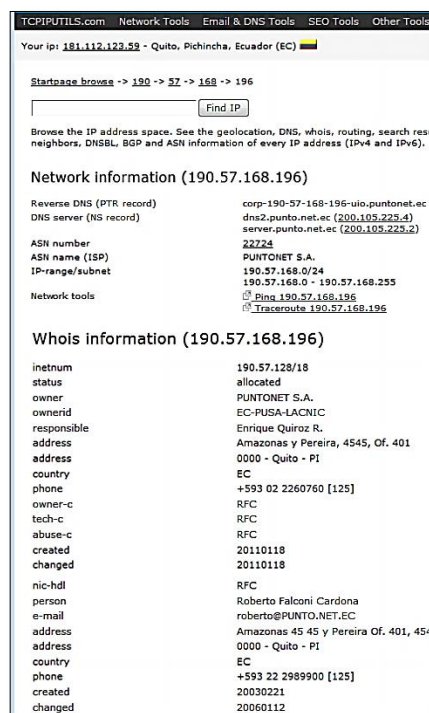 TCPIPUTILS.com Network Tools Email & DNS Tools SEO Tools Other Tools
Your ip: 181.112.123.59 - Quito, Pichincha, Ecuador (EC)
Startpage browse -> 190 -> 57 -> 168 -> 196
Find IP
Browse the IP address space. See the geolocation, DNS, whois, routing, search
neighbors, DNSBL, BGP and ASN information of every IP address (IPv4 and IPv6).
Network information (190.57.168.196)
Reverse DNS (PTR record) corp-190-57-168-196-uio.puntonet.ec
DNS server (NS record) dns2.punto.net.ec (200.105.225.4)
server.punto.net.ec (200.105.225.2)
ASN number 22724
ASN name (ISP) PUNTONET S.A.
IP-range/subnet 190.57.168.0/24
190.57.168.0 - 190.57.168.255
Network tools Ping 190.57.168.196
Traceroute 190.57.168.196
Whois information (190.57.168.196)
inetnum 190.57.128/18
status allocated
owner PUNTONET S.A.
ownerid EC-PUSA-LACNIC
responsible Enrique Quiroz R.
address Amazonas y Pereira, 4545, Of. 401
address 0000 - Quito - PI
country EC
phone +593 02 2260760 [125]
owner-c RFC
tech-c RFC
abuse-c RFC
created 20110118
changed 20110118
nic-hdl RFC
person Roberto Falconi Cardona
e-mail roberto@PUNTO.NET.EC
address Amazonas 45 45 y Pereira Of. 401,
address 0000 - Quito - PI
country EC
phone +593 22 2989900 [125]
created 20030221
changed 20060112